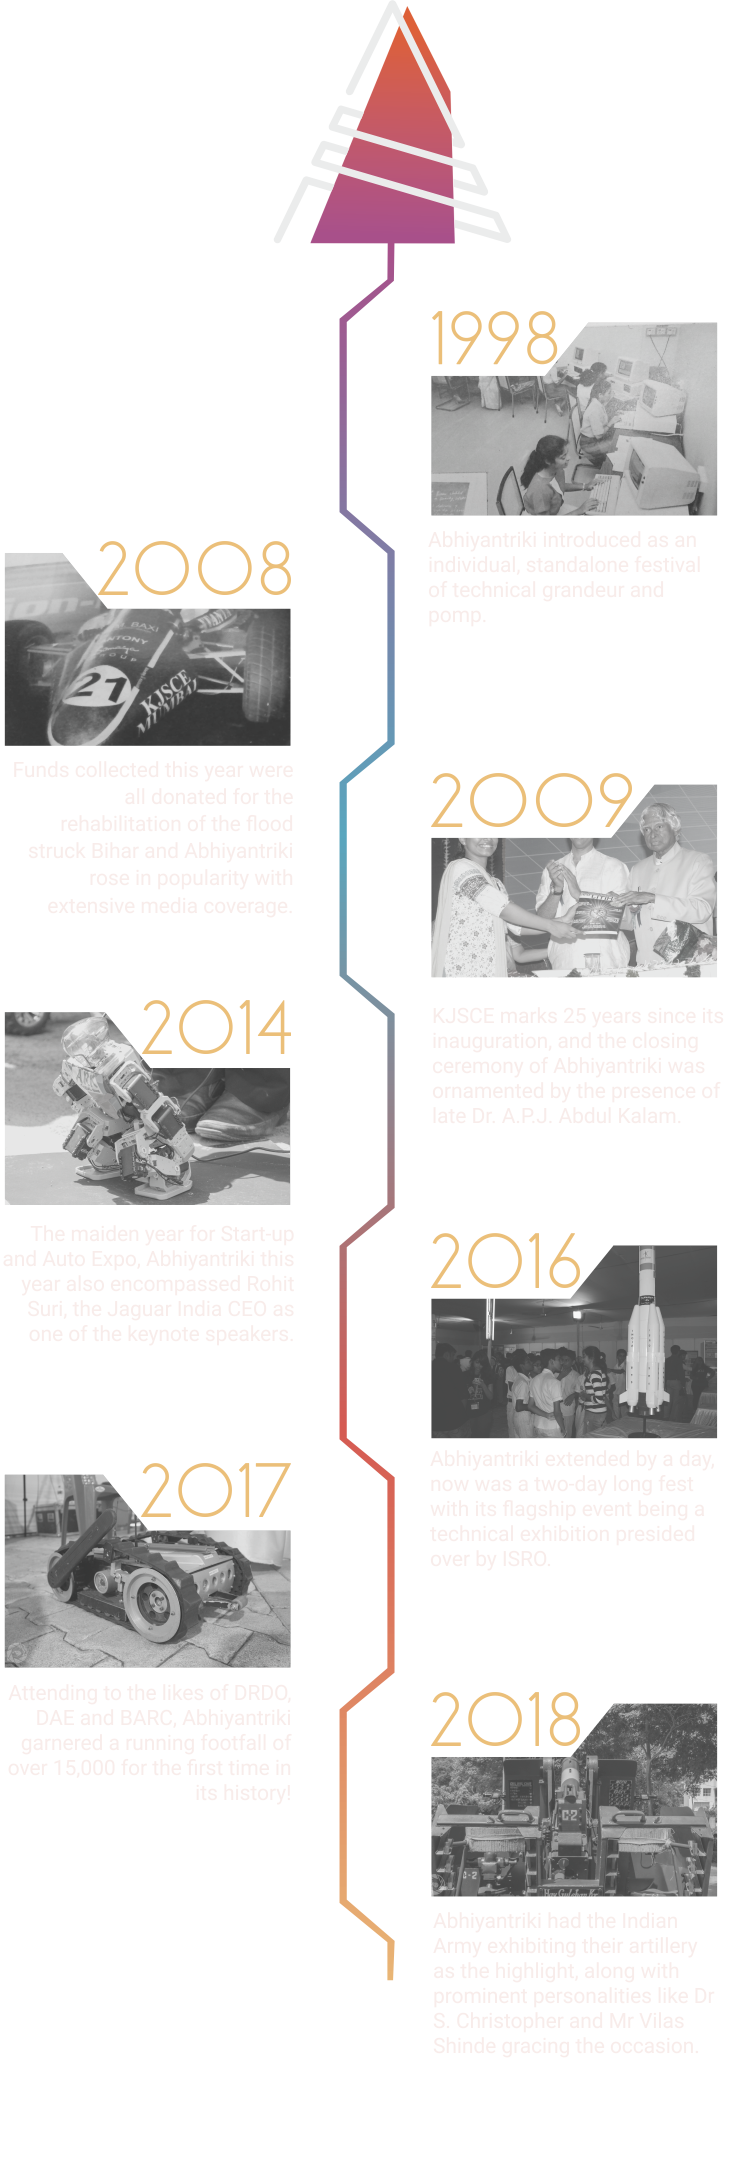 1998
Abhiyantriki introduced as an
individual, standalone festival
of technical grandeur and
pomp.
2008
BAXI
21
KJSCE
MUMBAI
Funds collected this year were
all donated for the
rehabilitation of the flood
struck Bihar and Abhiyantriki
rose in popularity with
extensive media coverage.
2009
KJSCE marks 25 years since its
inauguration, and the closing
ceremony of Abhiyantriki was
ornamented by the presence of
late Dr. A.P.J. Abdul Kalam.
2014
The maiden year for Start-up
and Auto Expo, Abhiyantriki this
year also encompassed Rohit
Suri, the Jaguar India CEO as
one of the keynote speakers.
2016
Abhiyantriki extended by a day,
now was a two-day long fest
with its flagship event being a
technical exhibition presided
over by ISRO.
2017
Attending to the likes of DRDO,
DAE and BARC, Abhiyantriki
garnered a running footfall of
over 15,000 for the first time in
its history!
2018
G-2
G-2
Abhiyantriki had the Indian
Army exhibiting their artillery
as the highlight, along with
prominent personalities like Dr
S. Christopher and Mr Vilas
Shinde gracing the occasion.